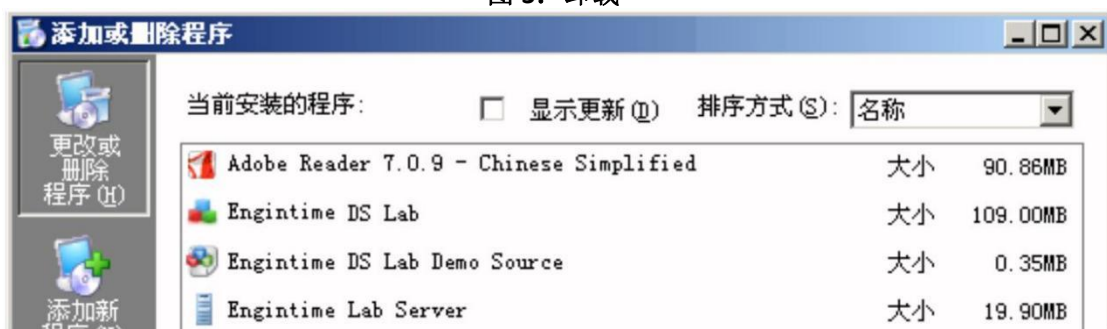 添加或删除程序
更改或
删除
程序(H)
当前安装的程序:
显示更新(D)
排序方式(S):
名称
Adobe Reader 7.0.9 - Chinese Simplified 大小 90.86MB
Engintime DS Lab 大小 109.00MB
Engintime DS Lab Demo Source 大小 0.35MB
Engintime Lab Server 大小 19.90MB
添加新